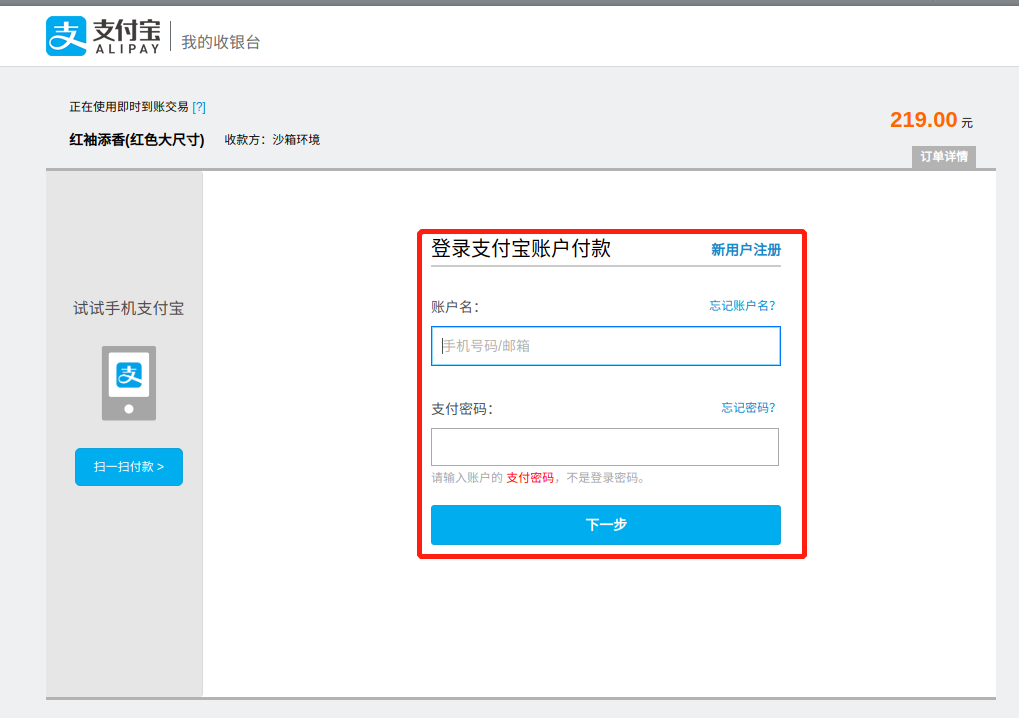 支付宝
ALIPAY
我的收银台
正在使用即时到账交易 [?]
红袖添香(红色大尺寸) 收款方：沙箱环境
219.00 元
订单详情
试试手机支付宝
支
扫一扫付款 >
登录支付宝账户付款 新用户注册
账户名： 忘记账户名?
手机号码/邮箱
支付密码： 忘记密码?
请输入账户的 支付密码，不是登录密码。
下一步